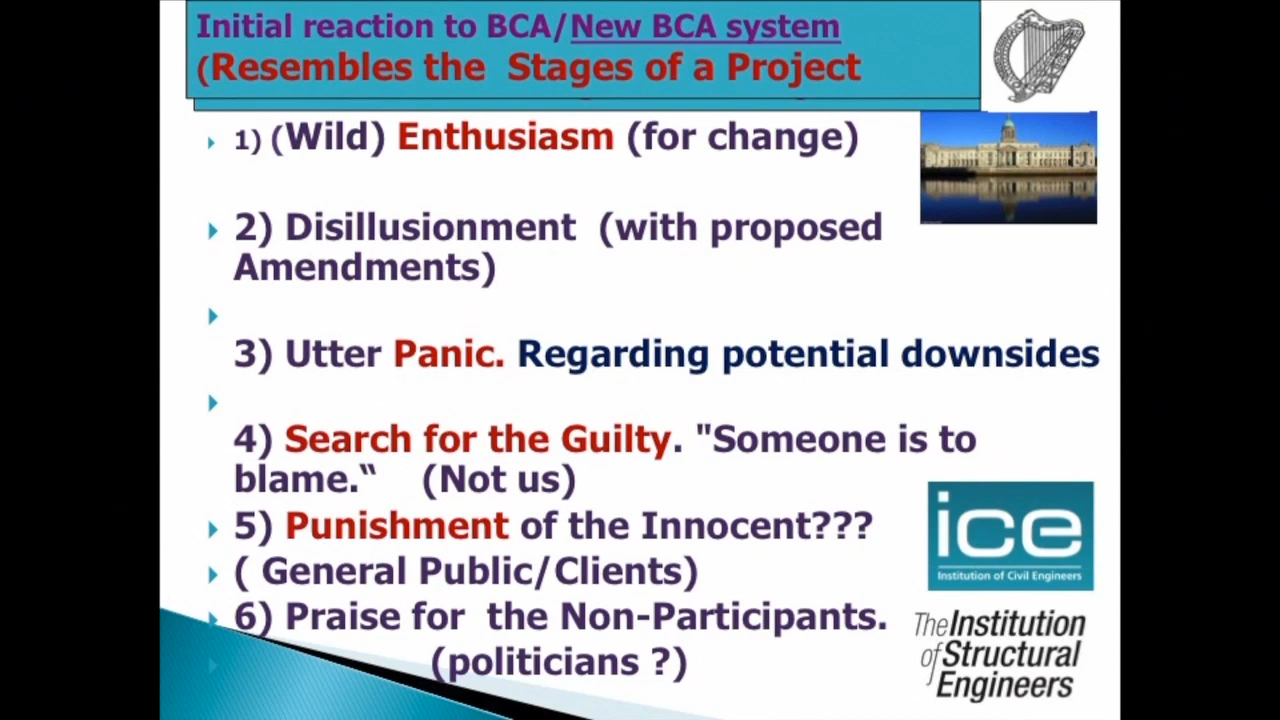 Initial reaction to BCA/New BCA system
(Resembles the Stages of a Project
1) (Wild) Enthusiasm (for change)
2) Disillusionment (with proposed
Amendments)
3) Utter Panic. Regarding potential downsides
4) Search for the Guilty. "Someone is to
blame.“ (Not us)
5) Punishment of the Innocent???
( General Public/Clients)
6) Praise for the Non-Participants.
(politicians ?)
ice
Institution of Civil Engineers
The Institution
of Structural
Engineers